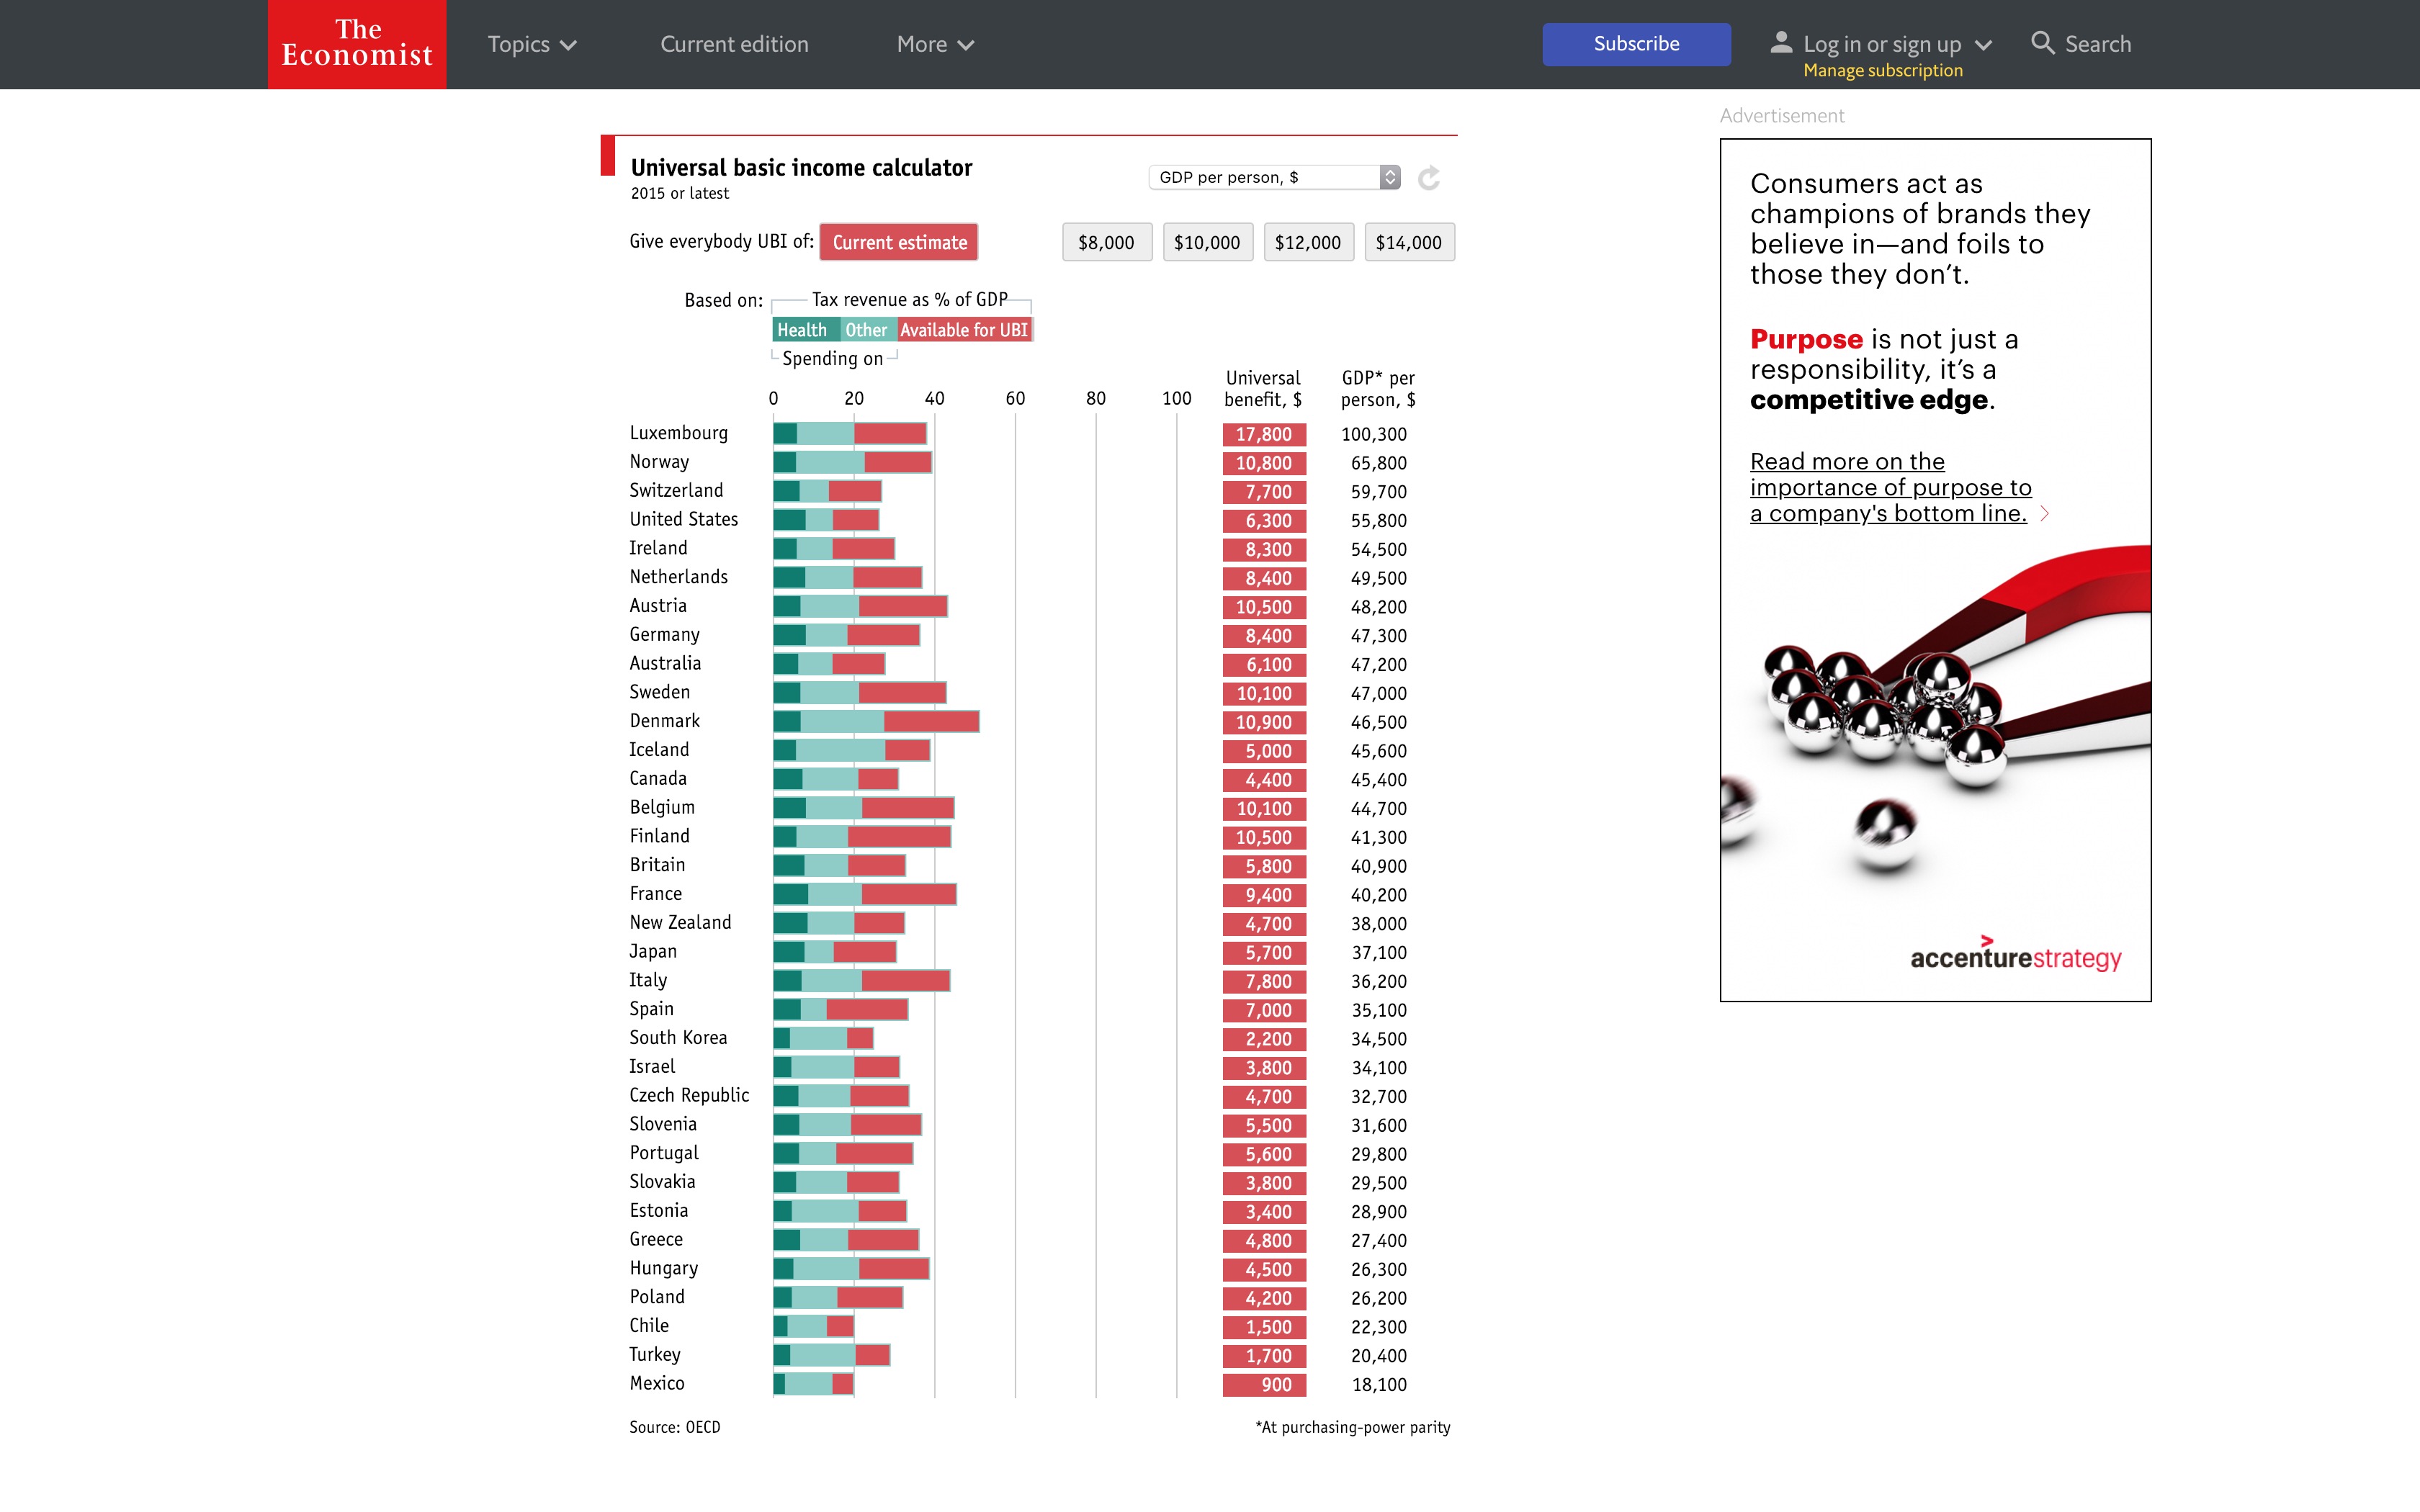 The
Economist
Topics
Current edition
More
Subscribe
Log in or sign up
Manage subscription
Search
Universal basic income calculator
2015 or latest
GDP per person, $
Give everybody UBI of: Current estimate $8,000 $10,000 $12,000 $14,000
Based on: Tax revenue as % of GDP
Health Other Available for UBI
Spending on
Universal GDP* per
0 20 40 60 80 100 benefit, $ person, $
Luxembourg 17,800 100,300
Norway 10,800 65,800
Switzerland 7,700 59,700
United States 6,300 55,800
Ireland 8,300 54,500
Netherlands 8,400 49,500
Austria 10,500 48,200
Germany 8,400 47,300
Australia 6,100 47,200
Sweden 10,100 47,000
Denmark 10,900 46,500
Iceland 5,000 45,600
Canada 4,400 45,400
Belgium 10,100 44,700
Finland 10,500 41,300
Britain 5,800 40,900
France 9,400 40,200
New Zealand 4,700 38,000
Japan 5,700 37,100
Italy 7,800 36,200
Spain 7,000 35,100
South Korea 2,200 34,500
Israel 3,800 34,100
Czech Republic 4,700 32,700
Slovenia 5,500 31,600
Portugal 5,600 29,800
Slovakia 3,800 29,500
Estonia 3,400 28,900
Greece 4,800 27,400
Hungary 4,500 26,300
Poland 4,200 26,200
Chile 1,500 22,300
Turkey 1,700 20,400
Mexico 900 18,100
Source: OECD *At purchasing-power parity
Advertisement
Consumers act as
champions of brands they
believe in—and foils to
those they don’t.
Purpose is not just a
responsibility, it’s a
competitive edge.
Read more on the
importance of purpose to
a company's bottom line.
accenturestrategy